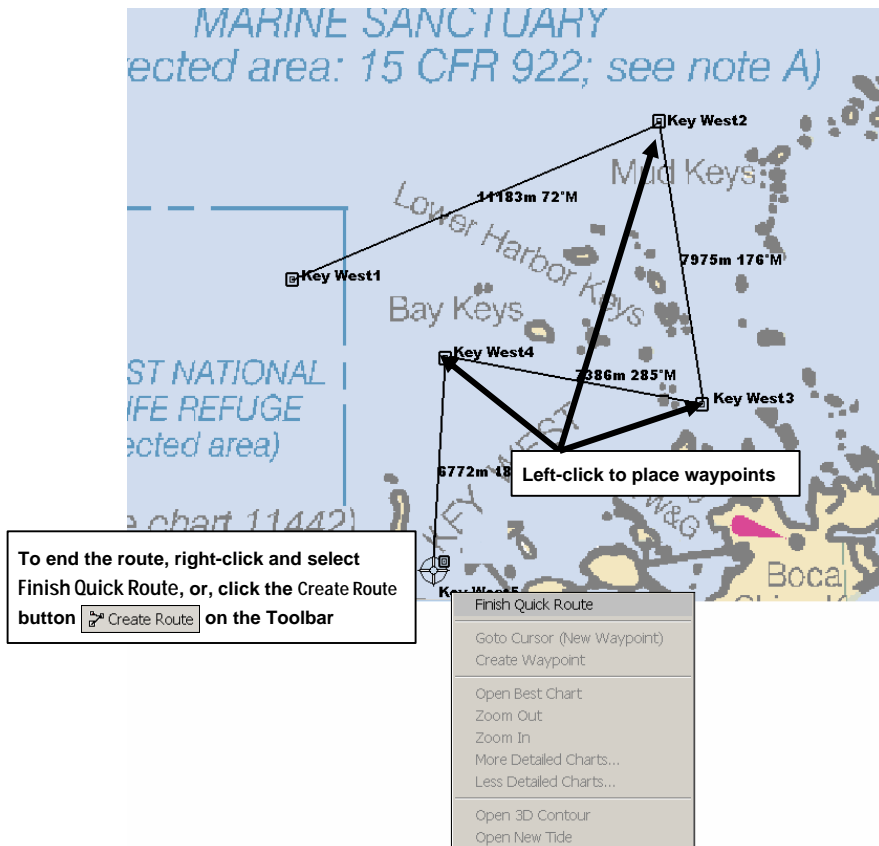 MARINE SANCTUARY
ected area: 15 CFR 922; see note A)
Key West2
Mud Keys
11183m 72°M
Lower Harbor Keys
7975m 176°M
Key West1
Bay Keys
Key West4
7386m 285°M
ST NATIONAL
Key West3
IFE REFUGE
ected area)
KEY WEST
6772m 18
Left-click to place waypoints
W&G
chart 11442)
To end the route, right-click and select
Finish Quick Route, or, click the Create Route
button Create Route on the Toolbar
Boca
Finish Quick Route
Goto Cursor (New Waypoint)
Create Waypoint
Open Best Chart
Zoom Out
Zoom In
More Detailed Charts...
Less Detailed Charts...
Open 3D Contour
Open New Tide